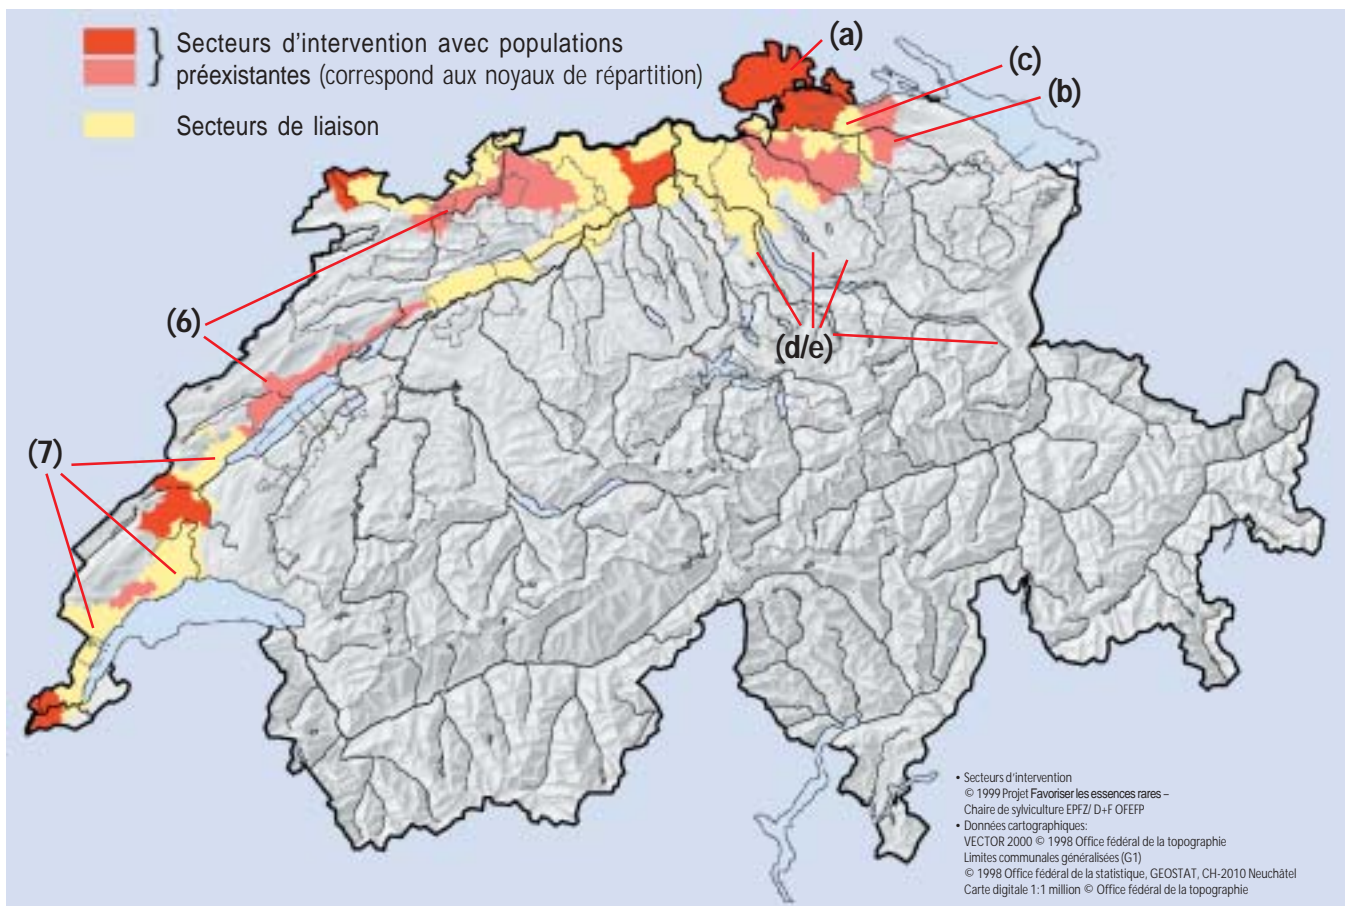 Secteurs d'intervention avec populations
préexistantes (correspond aux noyaux de répartition)
Secteurs de liaison
(a)
(c)
(b)
(6)
(d/e)
(7)
• Secteurs d'intervention
© 1999 Projet Favoriser les essences rares –
Chaire de sylviculture EPFZ/ D+F OFEFP
• Données cartographiques:
VECTOR 2000 © 1998 Office fédéral de la topographie
Limites communales généralisées (G1)
© 1998 Office fédéral de la statistique, GEOSTAT, CH-2010 Neuchâtel
Carte digitale 1:1 million © Office fédéral de la topographie